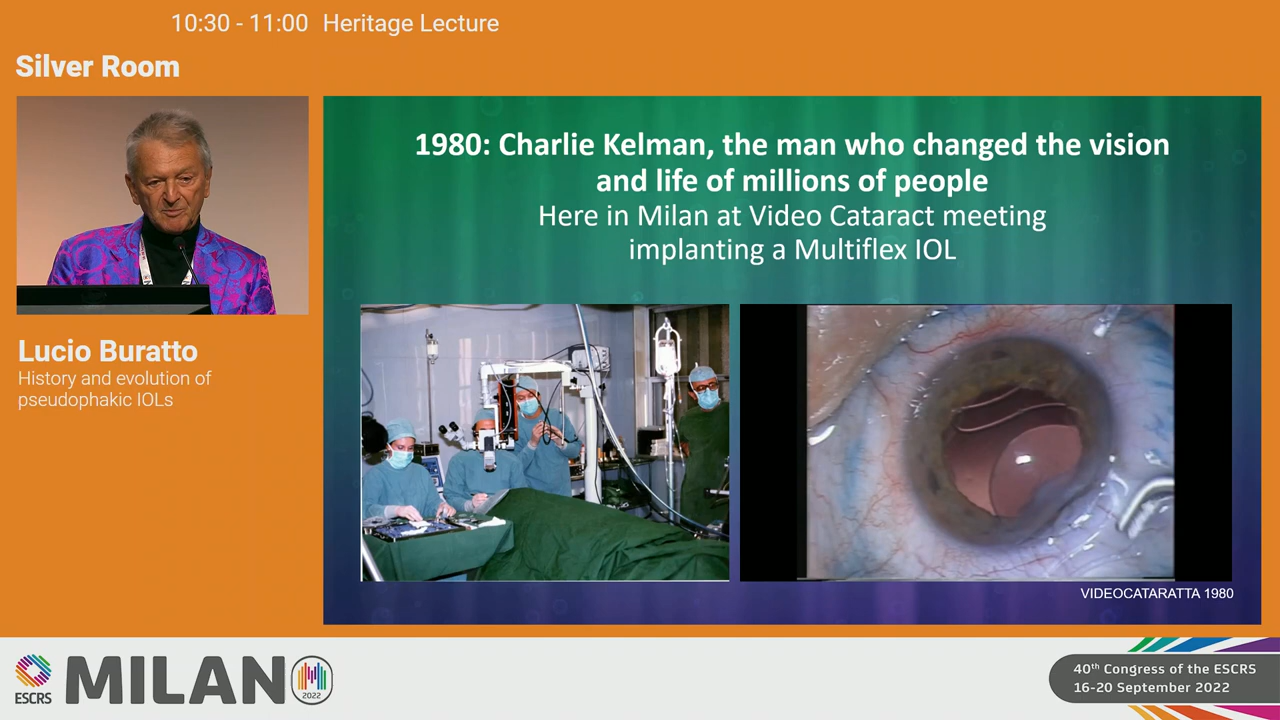 10:30 - 11:00 Heritage Lecture
Silver Room
Lucio Buratto
History and evolution of
pseudophakic IOLs
1980: Charlie Kelman, the man who changed the vision
and life of millions of people
Here in Milan at Video Cataract meeting
implanting a Multiflex IOL
VIDEOCATARATTA 1980
ESCRS
MILANO
2022
40th Congress of the ESCRS
16-20 September 2022